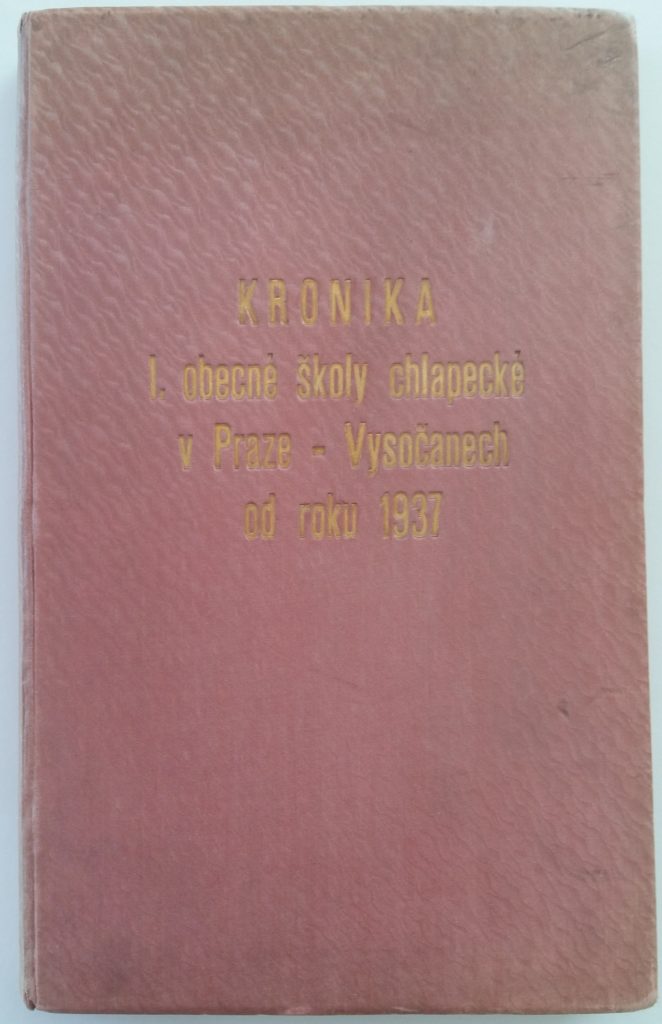 KRONIKA
I. obecné školy chlapecké
v Praze - Vysočanech
od roku 1937